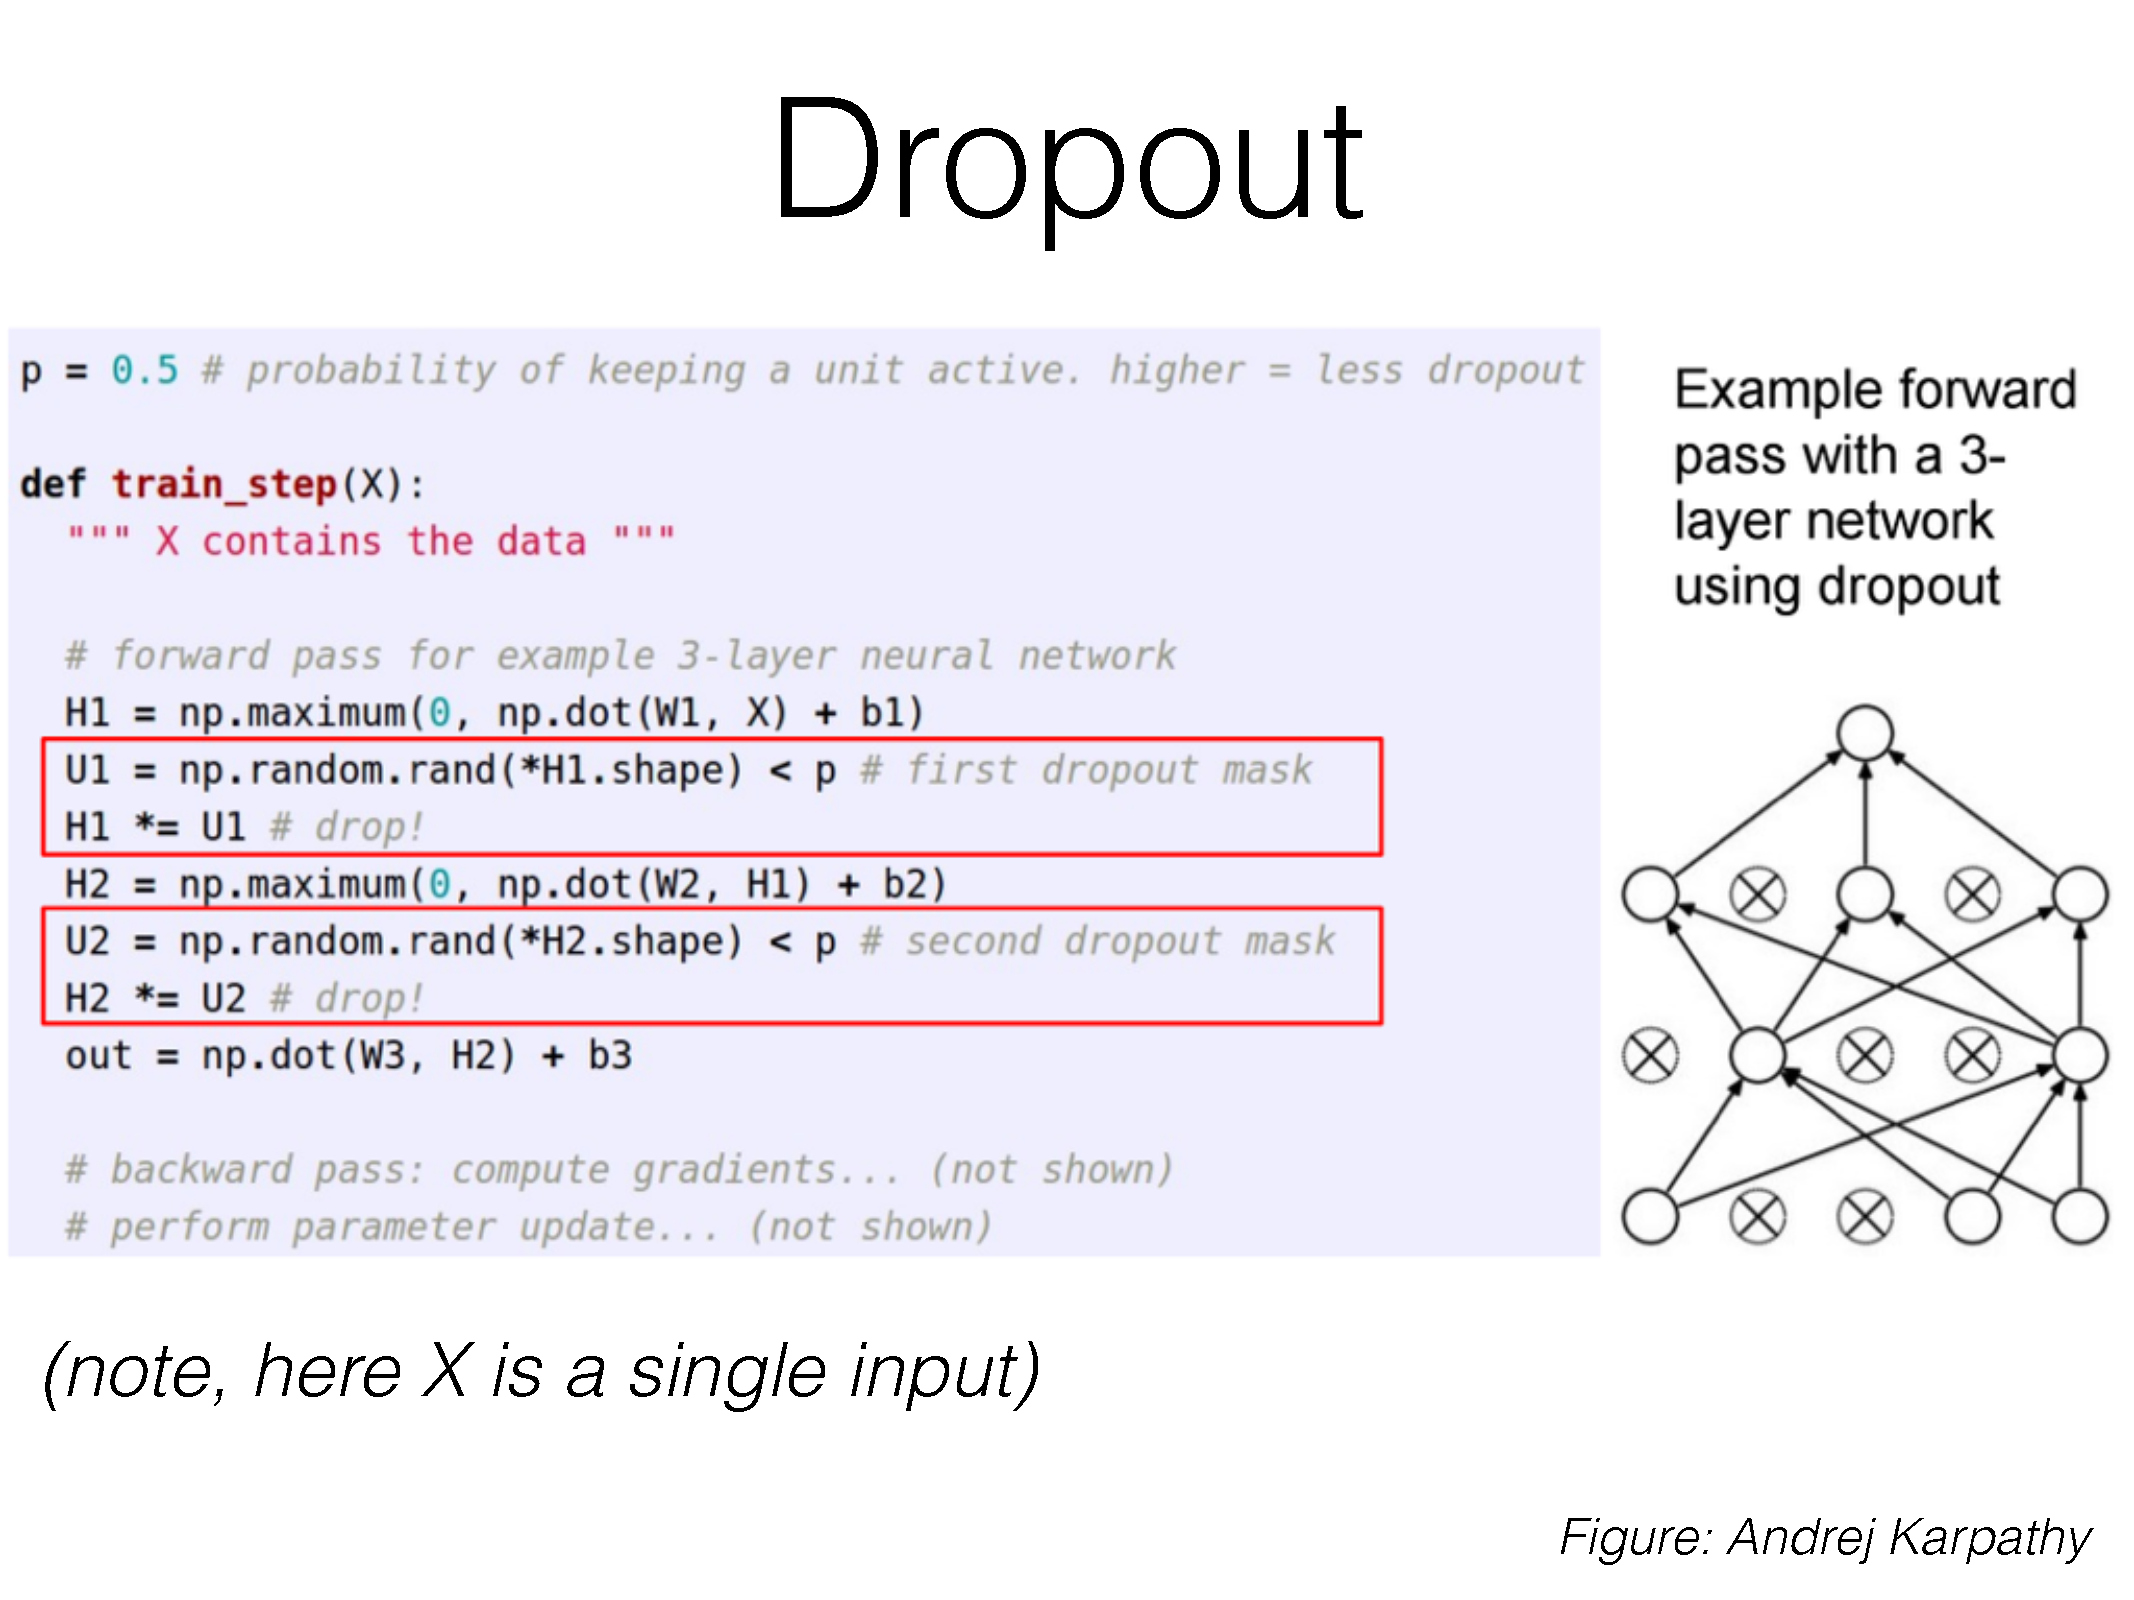 Dropout
p = 0.5 # probability of keeping a unit active. higher = less dropout
def train_step(X):
""" X contains the data """
# forward pass for example 3-layer neural network
H1 = np.maximum(0, np.dot(W1, X) + b1)
U1 = np.random.rand(*H1.shape) < p # first dropout mask
H1 *= U1 # drop!
H2 = np.maximum(0, np.dot(W2, H1) + b2)
U2 = np.random.rand(*H2.shape) < p # second dropout mask
H2 *= U2 # drop!
out = np.dot(W3, H2) + b3
# backward pass: compute gradients... (not shown)
# perform parameter update... (not shown)
Example forward
pass with a 3-
layer network
using dropout
(note, here X is a single input)
Figure: Andrej Karpathy